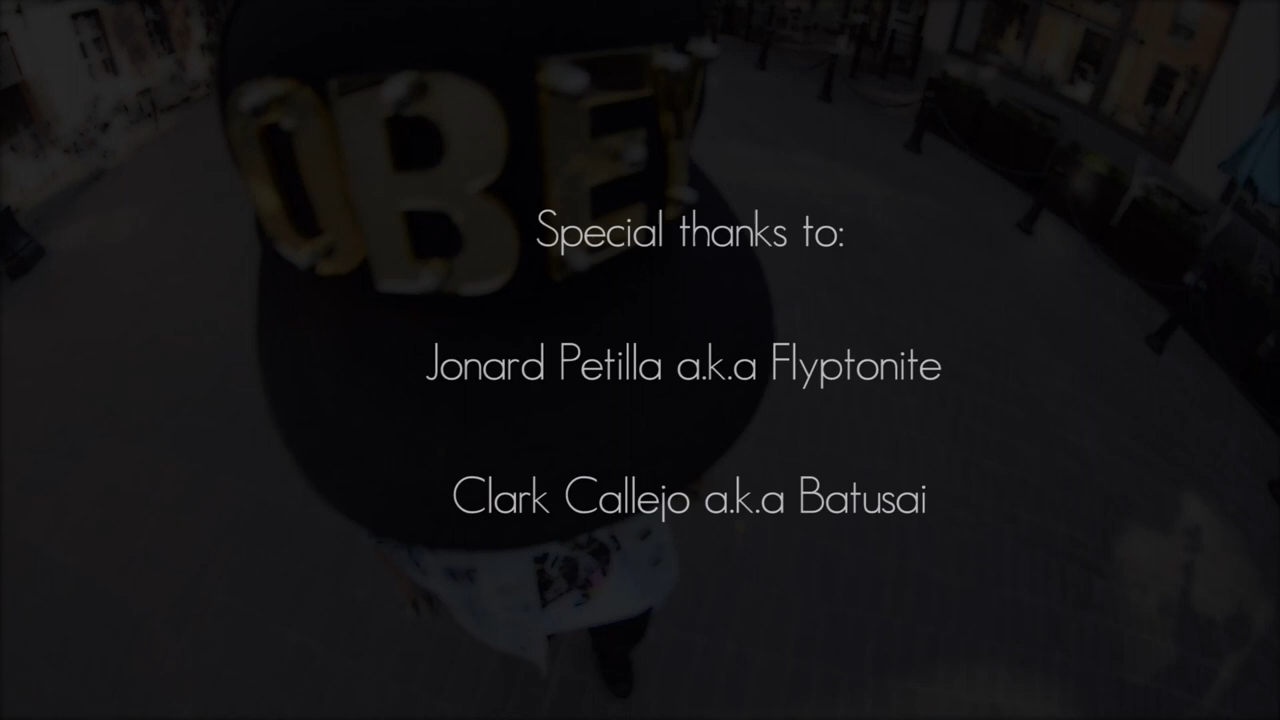 OBEY
Special thanks to:
Jonard Petilla a.k.a Flyptonite
Clark Callejo a.k.a Batusai